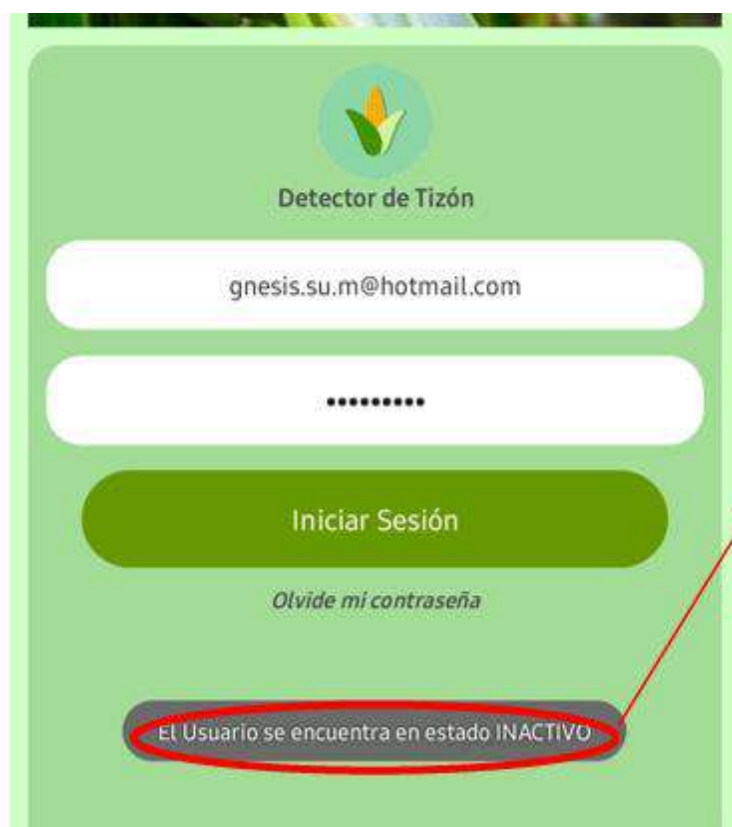 Detector de Tizón
gnesis.su.m@hotmail.com
•••••••••
Iniciar Sesión
Olvide mi contraseña
El Usuario se encuentra en estado INACTIVO